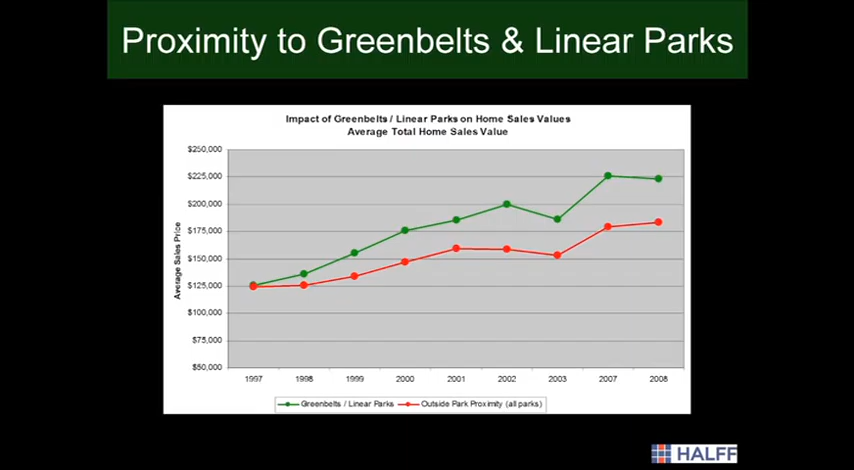 Proximity to Greenbelts & Linear Parks
Impact of Greenbelts / Linear Parks on Home Sales Values
Average Total Home Sales Value
Average Sales Price
$250,000
$225,000
$200,000
$175,000
$150,000
$125,000
$100,000
$75,000
$50,000
1997 1998 1999 2000 2001 2002 2003 2007 2008
Greenbelts / Linear Parks Outside Park Proximity (all parks)
HALFF